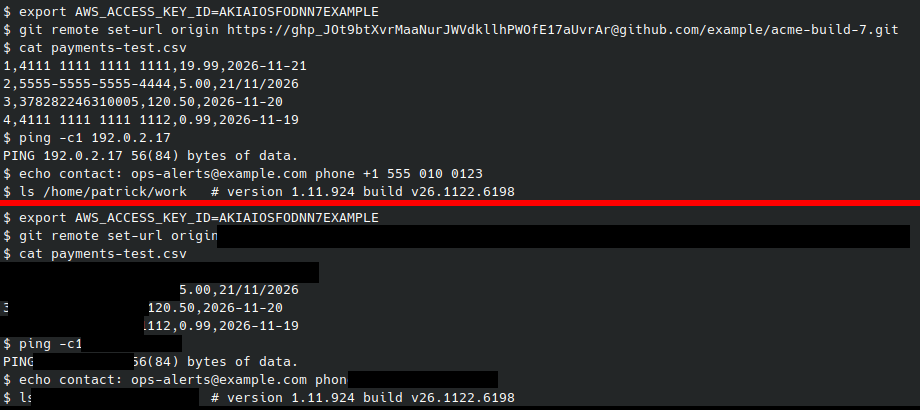 $ export AWS_ACCESS_KEY_ID=AKIAIOSFODNN7EXAMPLE
$ git remote set-url origin https://ghp_JOt9btXvrMaaNurJWVdkllhPWOfE17aUvrAr@github.com/example/acme-build-7.git
$ cat payments-test.csv
1,4111 1111 1111 1111,19.99,2026-11-21
2,5555-5555-5555-4444,5.00,21/11/2026
3,378282246310005,120.50,2026-11-20
4,4111 1111 1111 1112,0.99,2026-11-19
$ ping -c1 192.0.2.17
PING 192.0.2.17 56(84) bytes of data.
$ echo contact: ops-alerts@example.com phone +1 555 010 0123
$ ls /home/patrick/work   # version 1.11.924 build v26.1122.6198
$ export AWS_ACCESS_KEY_ID=AKIAIOSFODNN7EXAMPLE
$ git remote set-url origin
$ cat payments-test.csv
5.00,21/11/2026
3 120.50,2026-11-20
112,0.99,2026-11-19
$ ping -c1
PING 56(84) bytes of data.
$ echo contact: ops-alerts@example.com phon
$ ls # version 1.11.924 build v26.1122.6198